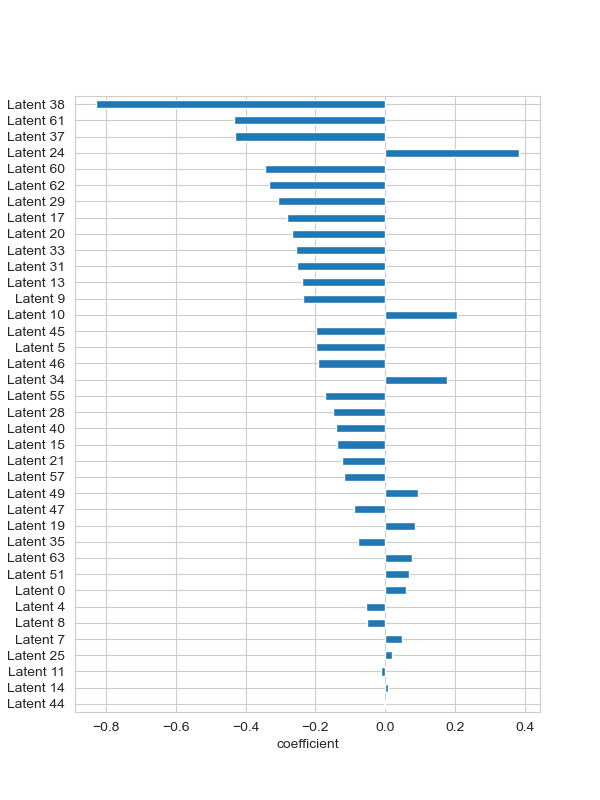 Latent 38
Latent 61
Latent 37
Latent 24
Latent 60
Latent 62
Latent 29
Latent 17
Latent 20
Latent 33
Latent 31
Latent 13
Latent 9
Latent 10
Latent 45
Latent 5
Latent 46
Latent 34
Latent 55
Latent 28
Latent 40
Latent 15
Latent 21
Latent 57
Latent 49
Latent 47
Latent 19
Latent 35
Latent 63
Latent 51
Latent 0
Latent 4
Latent 8
Latent 7
Latent 25
Latent 11
Latent 14
Latent 44
−0.8 −0.6 −0.4 −0.2 0.0 0.2 0.4
coefficient